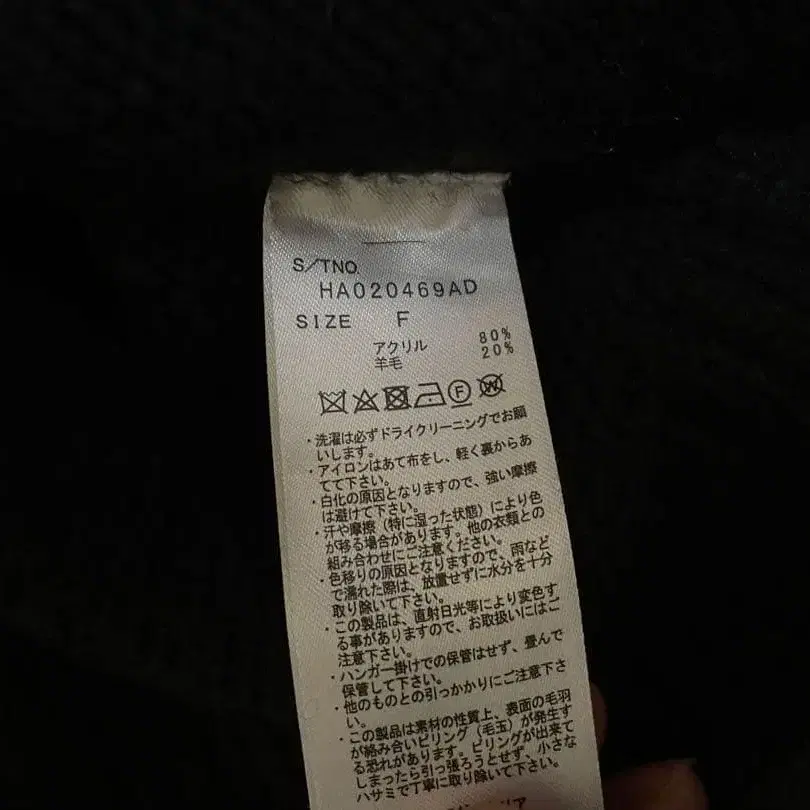 S/TNO.
HA020469AD
SIZE F
アクリル 80%
羊毛 20%
F W
・洗濯は必ずドライクリーニングでお願
いします。
・アイロンはあて布をし、軽く裏からあ
てて下さい。
・白化の原因となりますので、強い摩擦
は避けて下さい。
・汗や摩擦（特に湿った状態）により色
が移る場合があります。他の衣類との
組み合わせにご注意ください。
・色移りの原因となりますので、雨など
で濡れた際は、放置せずに水分を十分
取り除いて下さい。
・この製品は、直射日光等により変色す
る事がありますので、お取扱いにはご
注意下さい。
・ハンガー掛けでの保管はせず、畳んで
保管して下さい。
・他のものとの引っかかりにご注意下さ
い。
・この製品は素材の性質上、表面の毛羽
が絡み合いピリング（毛玉）が発生す
る恐れがあります。ピリングが出来て
しまったら引っ張ろうとせず、小さな
ハサミで丁寧に取り除いて下さい。